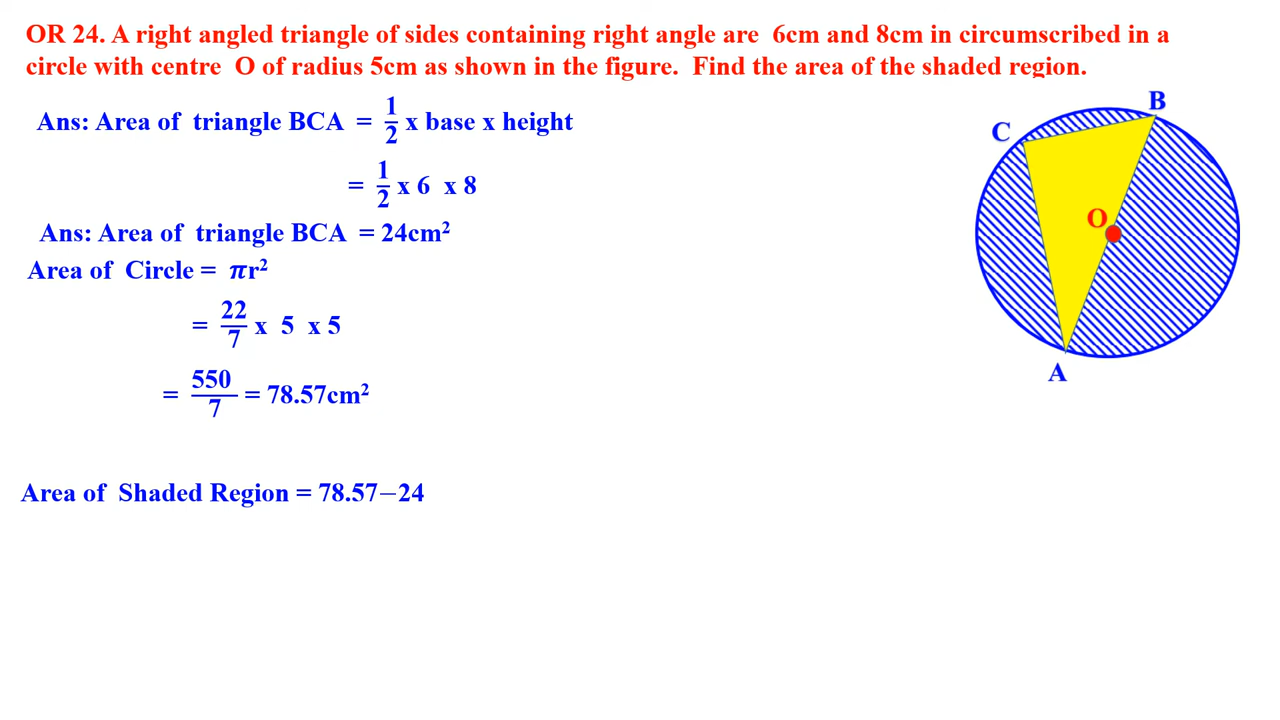 OR 24. A right angled triangle of sides containing right angle are 6cm and 8cm in circumscribed in a
circle with centre O of radius 5cm as shown in the figure. Find the area of the shaded region.
Ans: Area of triangle BCA = 1/2 x base x height
= 1/2 x 6 x 8
Ans: Area of triangle BCA = 24cm²
Area of Circle = πr²
= 22/7 x 5 x 5
= 550/7 = 78.57cm²
Area of Shaded Region = 78.57−24
B
C
O
A